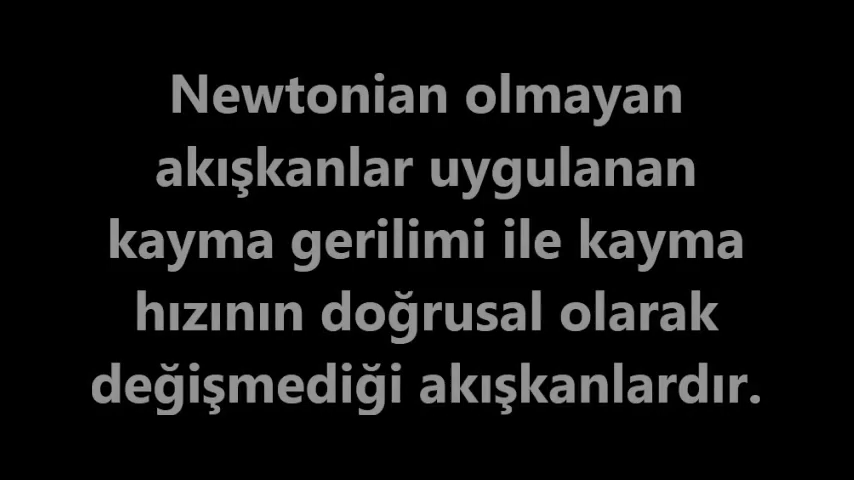 Newtonian olmayan
akışkanlar uygulanan
kayma gerilimi ile kayma
hızının doğrusal olarak
değişmediği akışkanlardır.